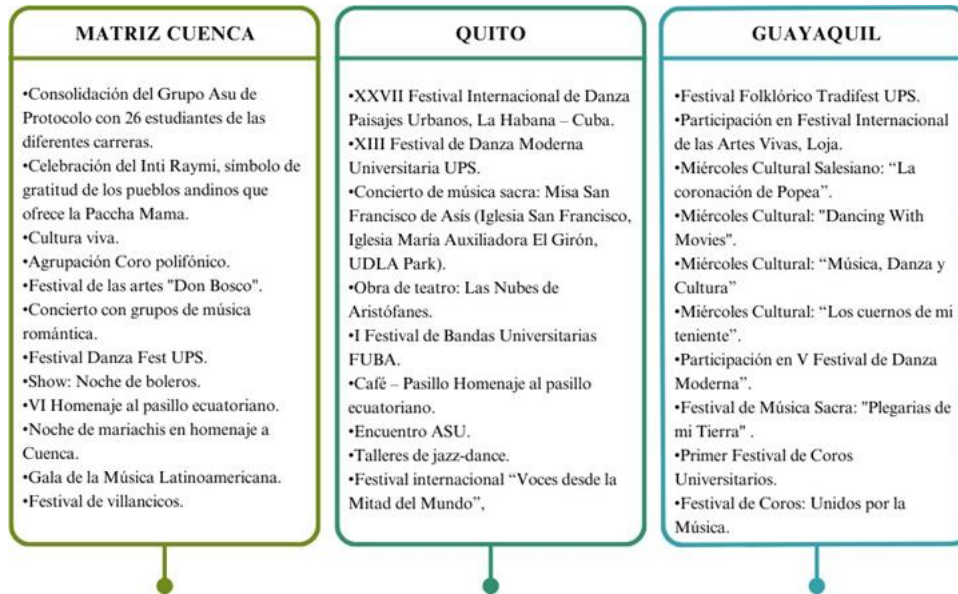 MATRIZ CUENCA
•Consolidación del Grupo Asu de
Protocolo con 26 estudiantes de las
diferentes carreras.
•Celebración del Inti Raymi, símbolo de
gratitud de los pueblos andinos que
ofrece la Paccha Mama.
•Cultura viva.
•Agrupación Coro polifónico.
•Festival de las artes "Don Bosco".
•Concierto con grupos de música
romántica.
•Festival Danza Fest UPS.
•Show: Noche de boleros.
•VI Homenaje al pasillo ecuatoriano.
•Noche de mariachis en homenaje a
Cuenca.
•Gala de la Música Latinoamericana.
•Festival de villancicos.
QUITO
•XXVII Festival Internacional de Danza
Paisajes Urbanos, La Habana – Cuba.
•XIII Festival de Danza Moderna
Universitaria UPS.
•Concierto de música sacra: Misa San
Francisco de Asís (Iglesia San Francisco,
Iglesia María Auxiliadora El Girón,
UDLA Park).
•Obra de teatro: Las Nubes de
Aristófanes.
•I Festival de Bandas Universitarias
FUBA.
•Café – Pasillo Homenaje al pasillo
ecuatoriano.
•Encuentro ASU.
•Talleres de jazz-dance.
•Festival internacional “Voces desde la
Mitad del Mundo”,
GUAYAQUIL
•Festival Folklórico Tradifest UPS.
•Participación en Festival Internacional
de las Artes Vivas, Loja.
•Miércoles Cultural Salesiano: “La
coronación de Popea”.
•Miércoles Cultural: "Dancing With
Movies".
•Miércoles Cultural: “Música, Danza y
Cultura”
•Miércoles Cultural: “Los cuernos de mi
teniente”.
•Participación en V Festival de Danza
Moderna”.
•Festival de Música Sacra: "Plegarias de
mi Tierra" .
•Primer Festival de Coros
Universitarios.
•Festival de Coros: Unidos por la
Música.